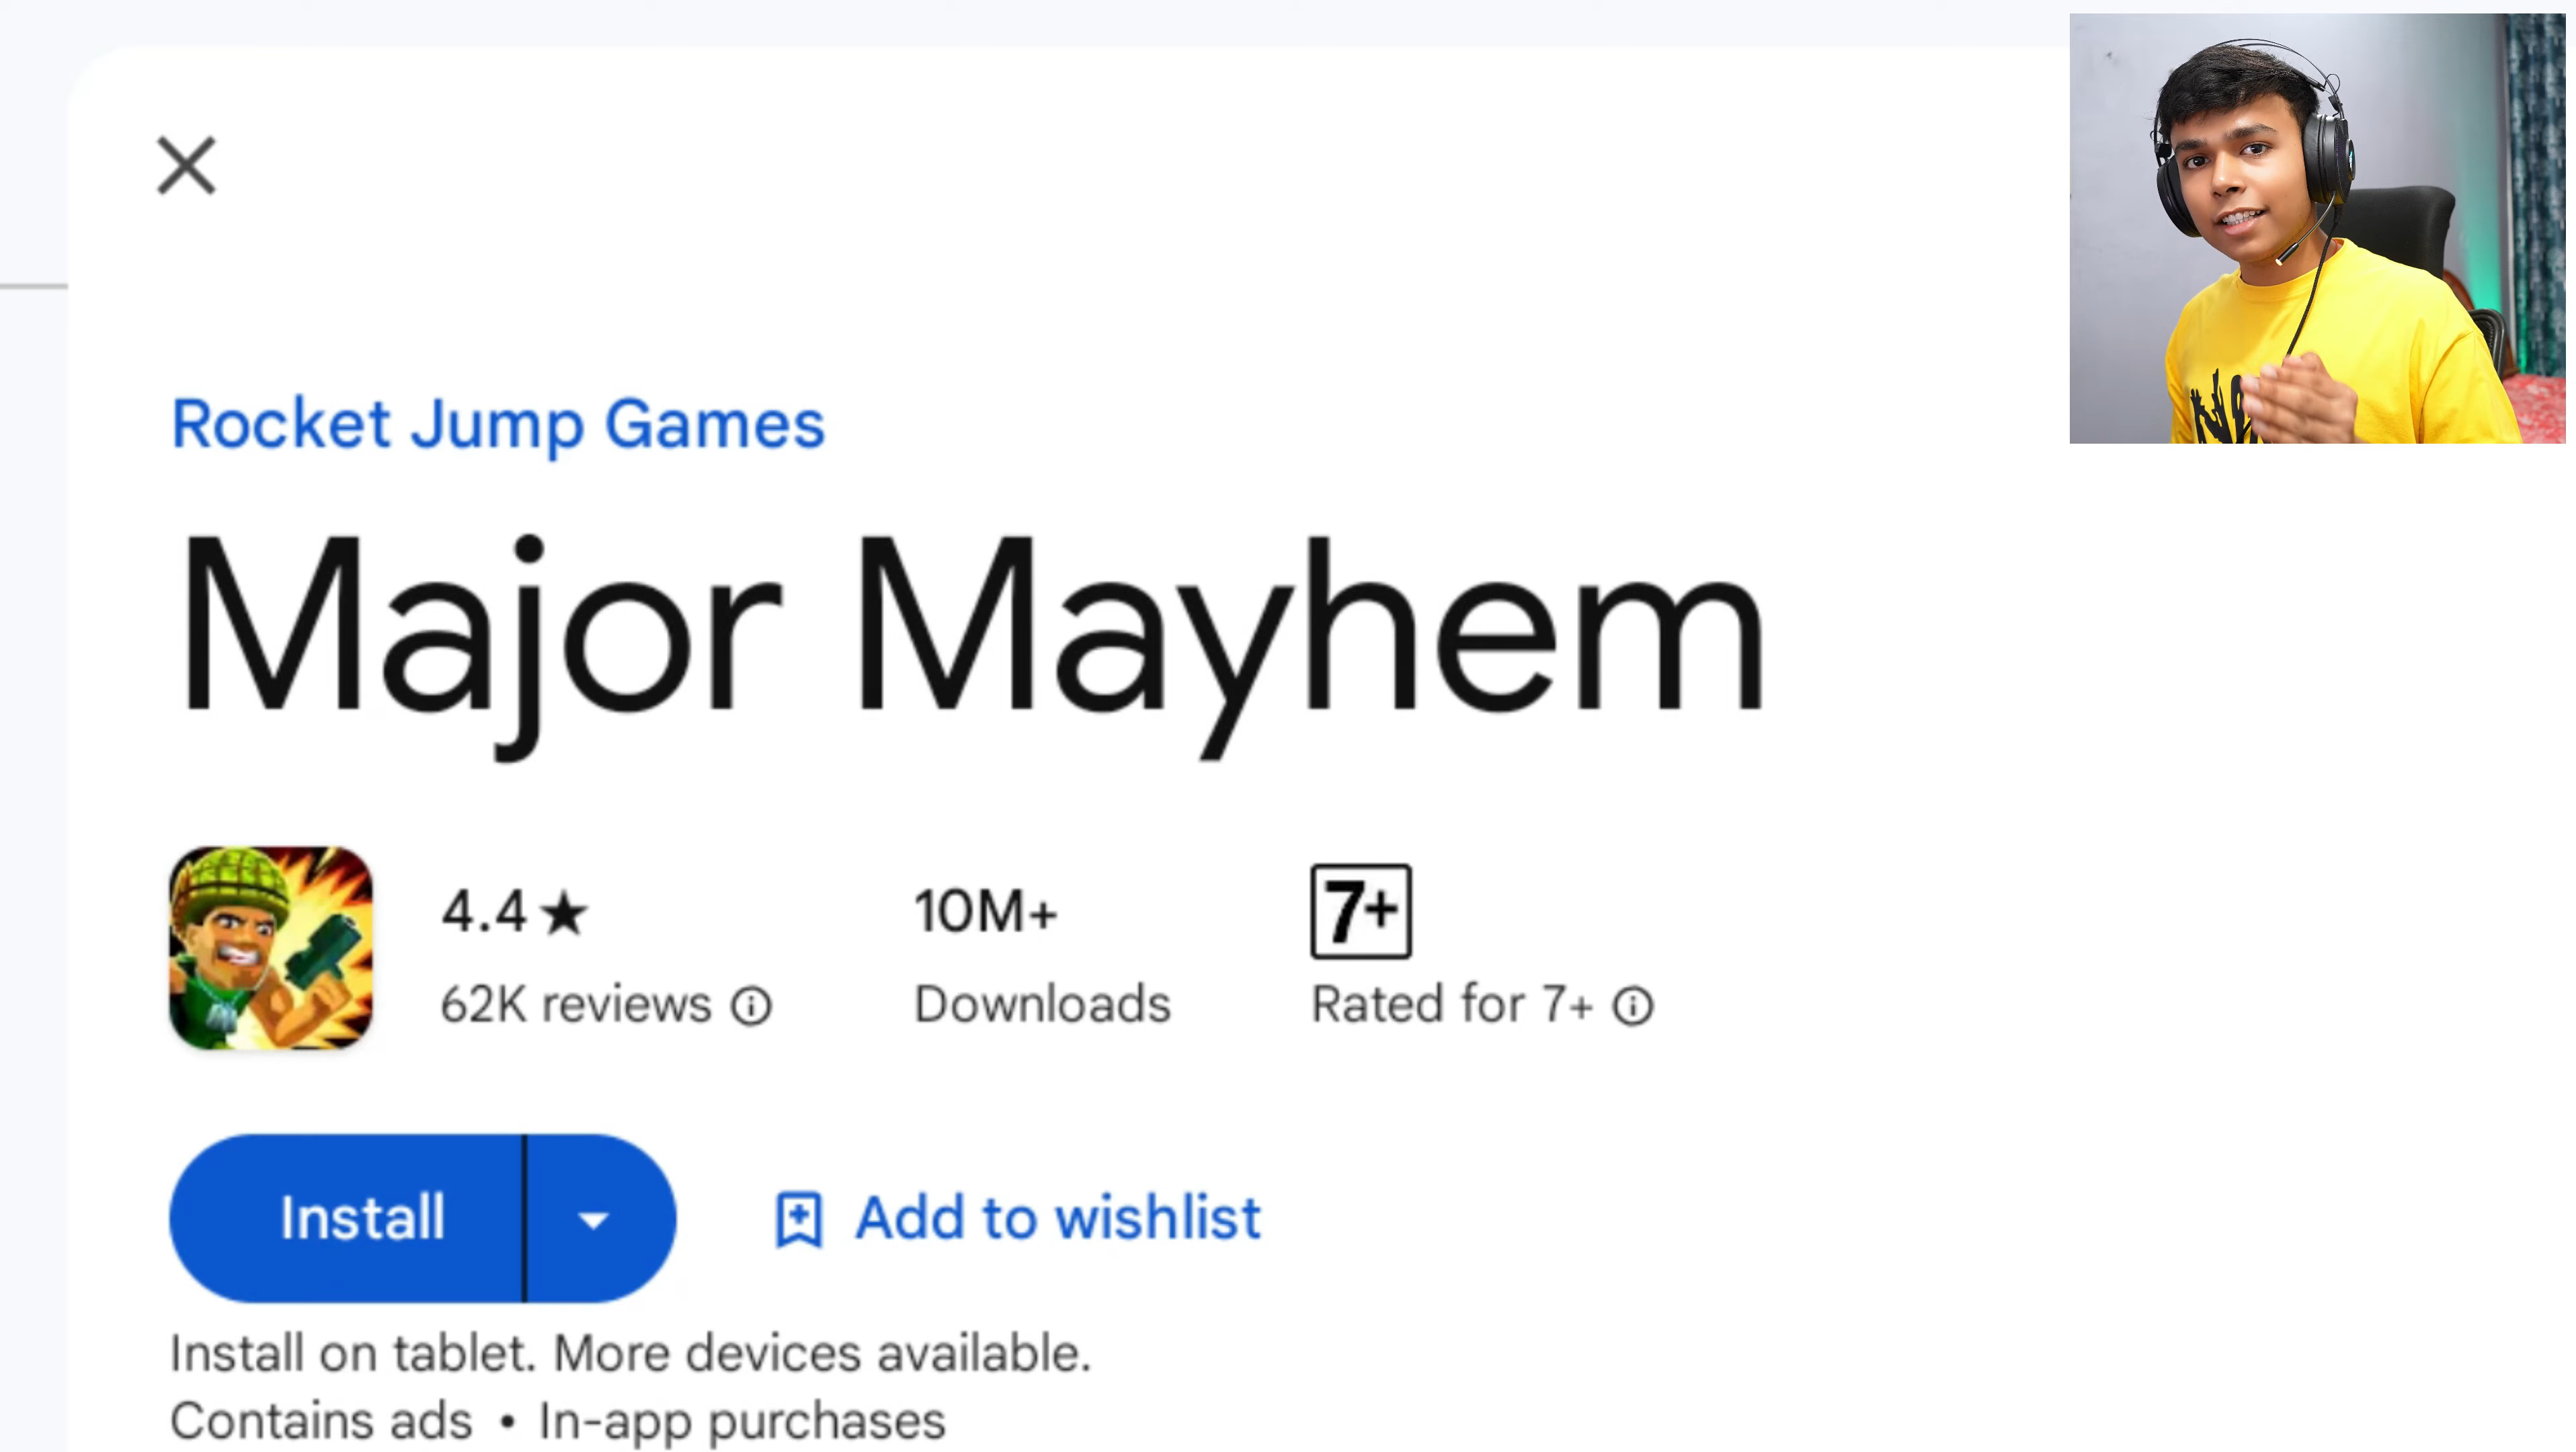 Rocket Jump Games
Major Mayhem
4.4★
62K reviews
10M+
Downloads
7+
Rated for 7+
Install
Add to wishlist
Install on tablet. More devices available.
Contains ads • In-app purchases